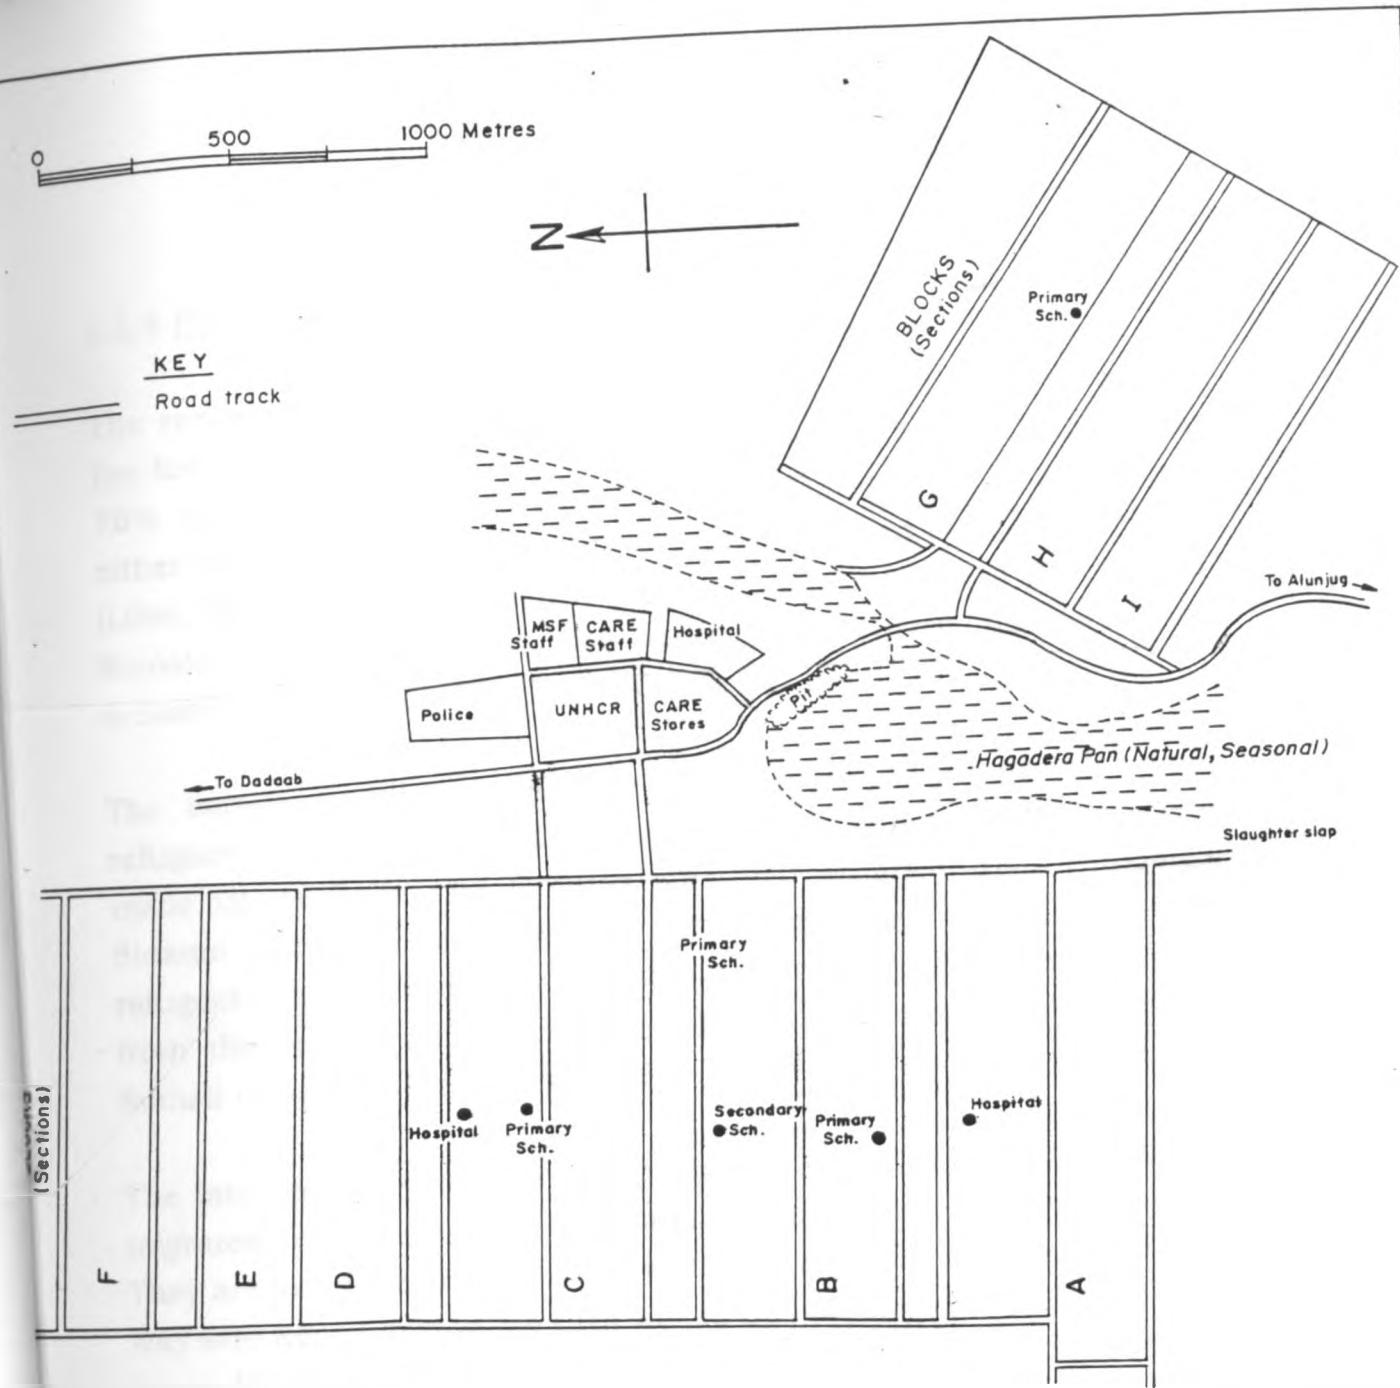 0 500 1000 Metres
N
KEY
Road track
BLOCKS
(Sections)
Primary
Sch.
G
H
I
To Alunjug
MSF
Staff
CARE
Staff
Hospital
Police
UNHCR
CARE
Stores
Pit
Hagadera Pan (Natural, Seasonal)
To Dadaab
Slaughter slap
Primary
Sch.
Hospital
Primary
Sch.
Secondary
Sch.
Primary
Sch.
Hospital
(Sections)
F
E
D
C
B
A